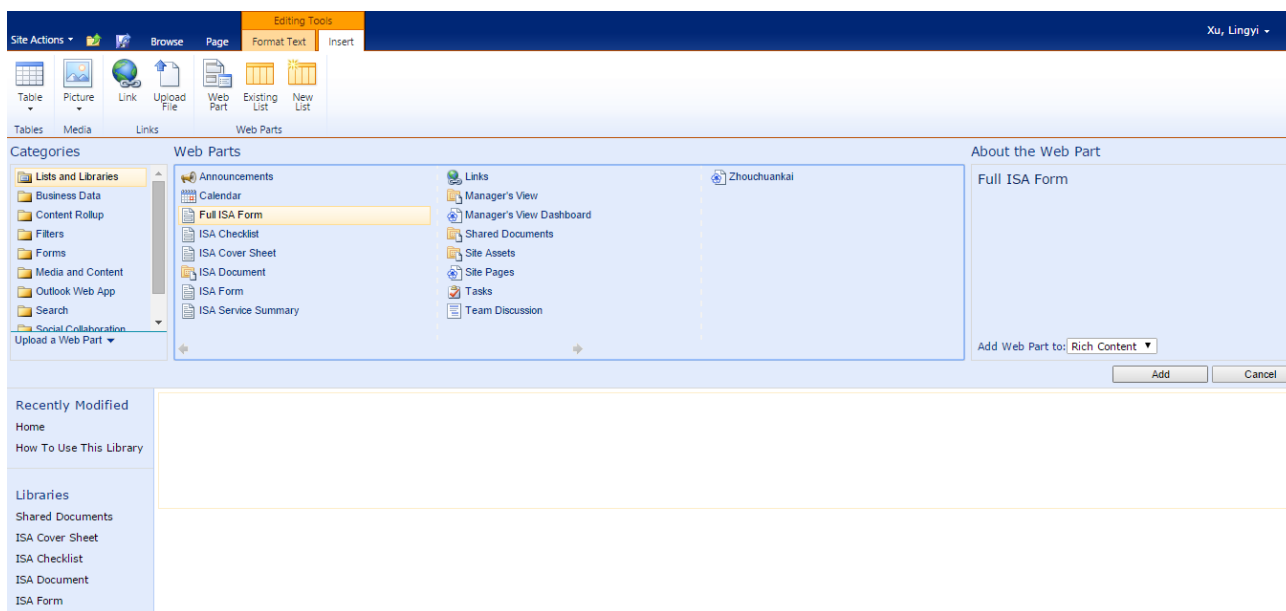 Editing Tools
Site Actions Browse Page Format Text Insert Xu, Lingyi
Table Picture Link Upload File Web Part Existing List New List
Tables Media Links Web Parts
Categories
Lists and Libraries
Business Data
Content Rollup
Filters
Forms
Media and Content
Outlook Web App
Search
Social Collaboration
Upload a Web Part
Web Parts
Announcements
Calendar
Full ISA Form
ISA Checklist
ISA Cover Sheet
ISA Document
ISA Form
ISA Service Summary
Links
Manager's View
Manager's View Dashboard
Shared Documents
Site Assets
Site Pages
Tasks
Team Discussion
Zhouchuankai
About the Web Part
Full ISA Form
Add Web Part to: Rich Content
Add Cancel
Recently Modified
Home
How To Use This Library
Libraries
Shared Documents
ISA Cover Sheet
ISA Checklist
ISA Document
ISA Form